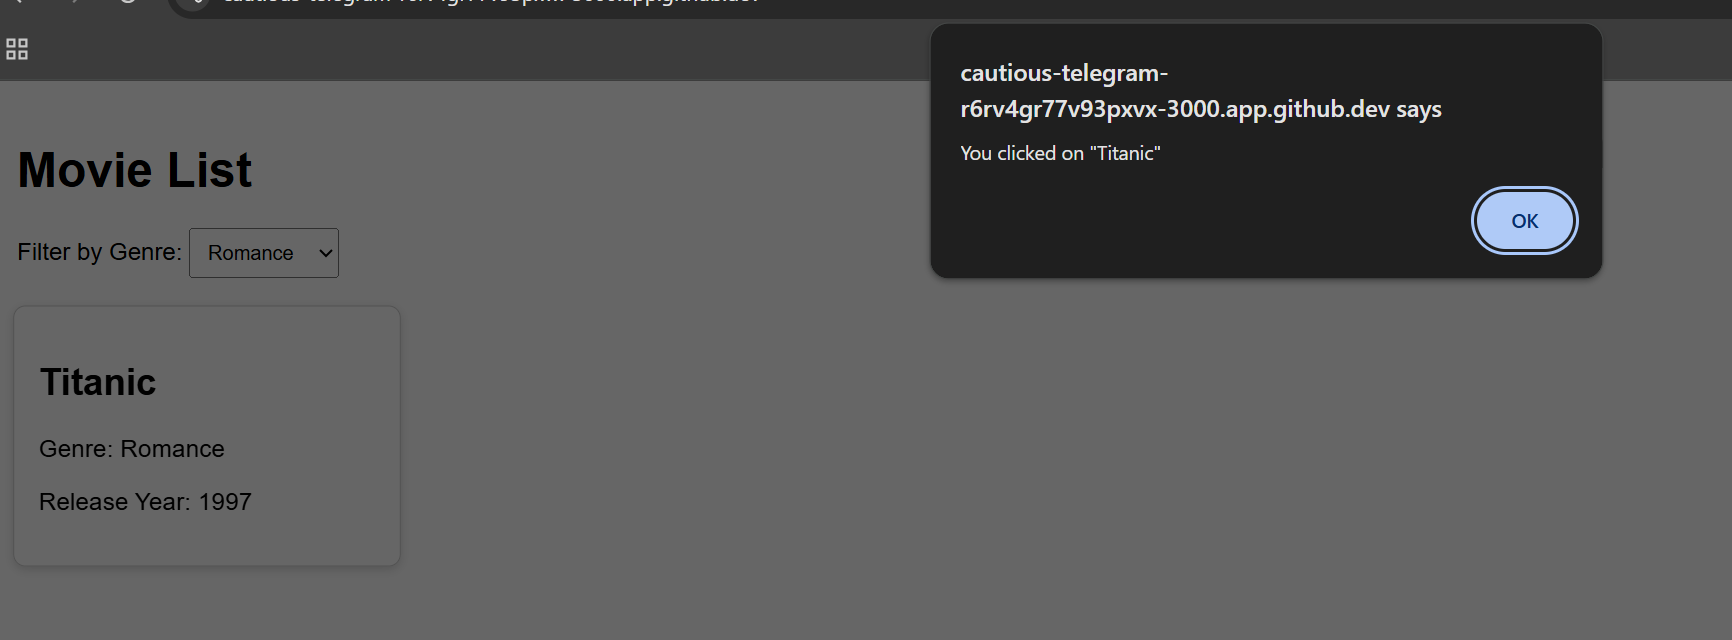 cautious-telegram-
r6rv4gr77v93pxvx-3000.app.github.dev says
You clicked on "Titanic"
OK
Movie List
Filter by Genre: Romance
Titanic
Genre: Romance
Release Year: 1997